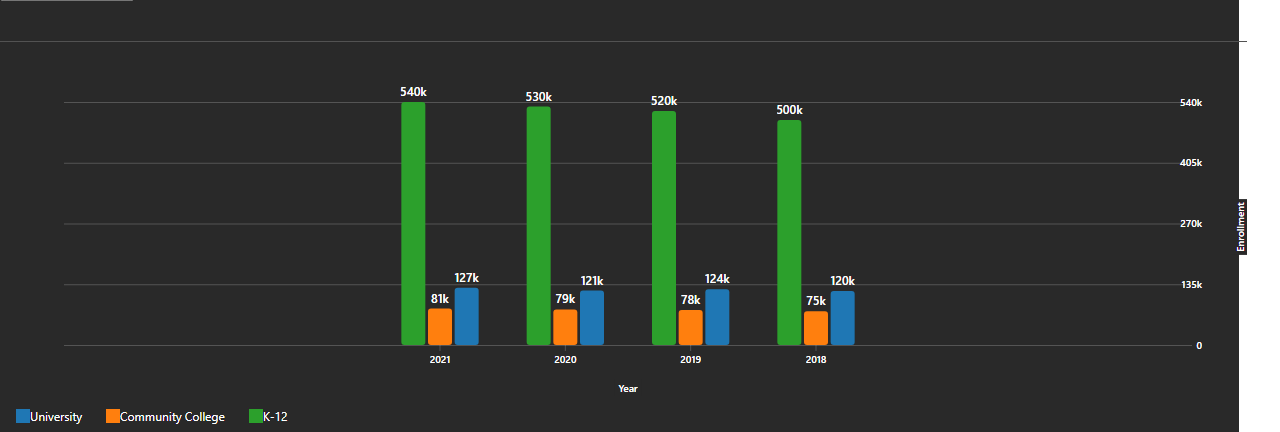 540k
530k
520k
500k
540k
405k
270k
135k
0
Enrollment
127k
121k
124k
120k
81k
79k
78k
75k
2021
2020
2019
2018
Year
University
Community College
K-12